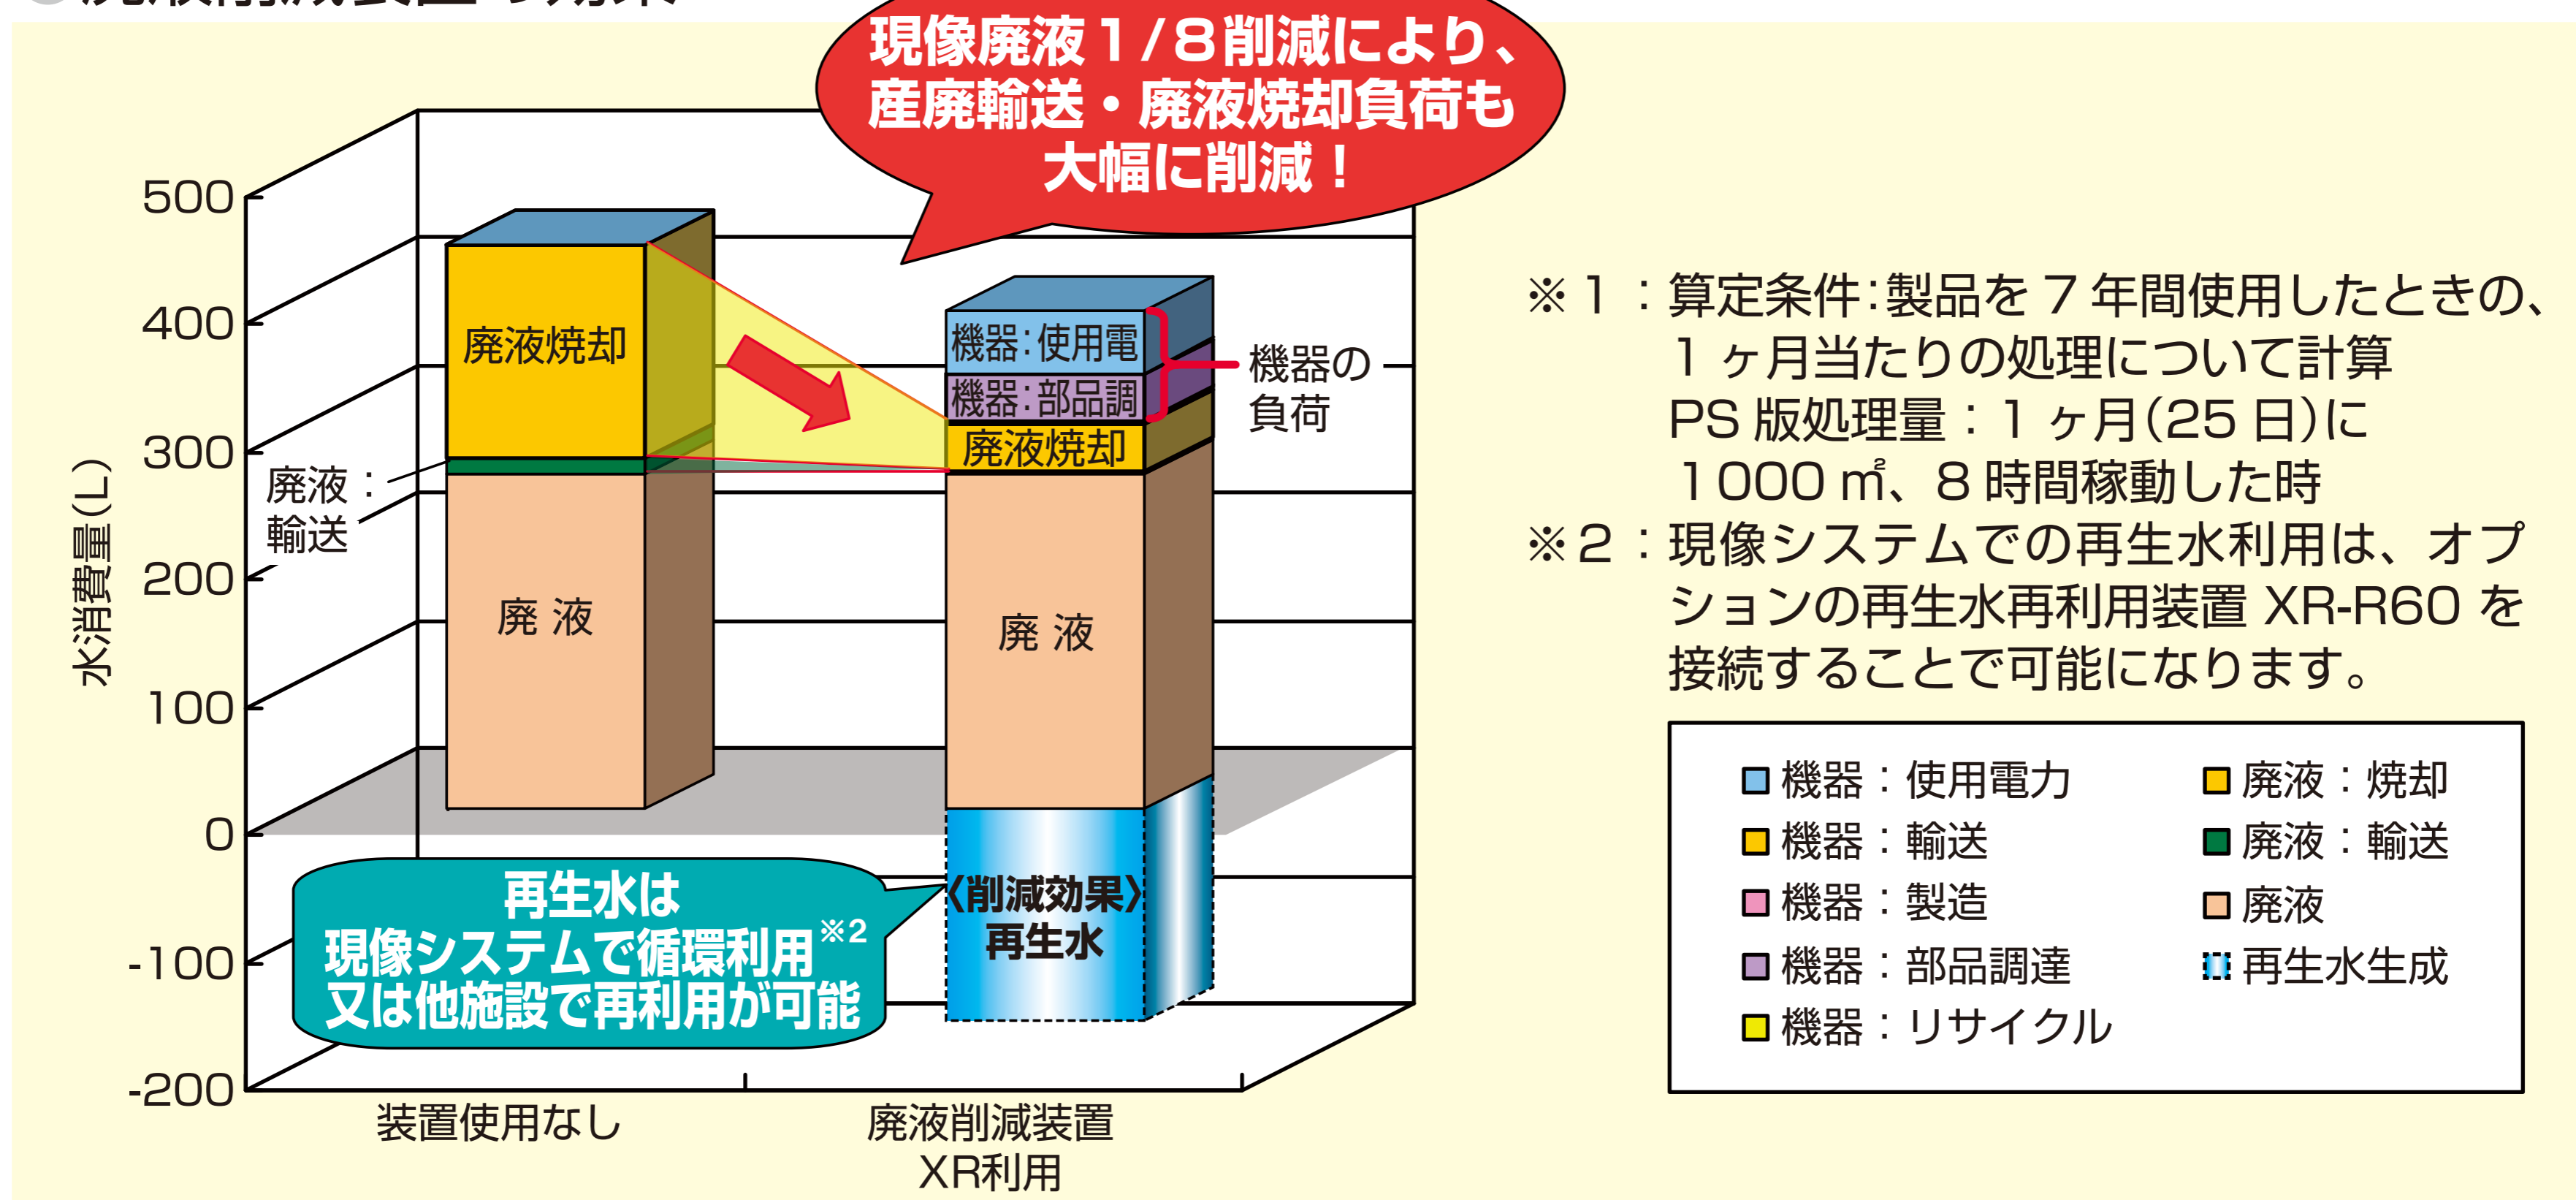 現像廃液1/8削減により、
産廃輸送・廃液焼却負荷も
大幅に削減！
水消費量(L)
500
400
300
200
100
0
-100
-200
廃液焼却
廃液：
輸送
廃 液
機器：使用電
機器：部品調
廃液焼却
廃 液
機器の
負荷
〈削減効果〉
再生水
再生水は
現像システムで循環利用※2
又は他施設で再利用が可能
装置使用なし
廃液削減装置
XR利用
※1：算定条件：製品を7年間使用したときの、
1ヶ月当たりの処理について計算
PS版処理量：1ヶ月(25日)に
1000㎡、8時間稼動した時
※2：現像システムでの再生水利用は、オプ
ションの再生水再利用装置 XR-R60 を
接続することで可能になります。
機器：使用電力
機器：輸送
機器：製造
機器：部品調達
機器：リサイクル
廃液：焼却
廃液：輸送
廃液
再生水生成